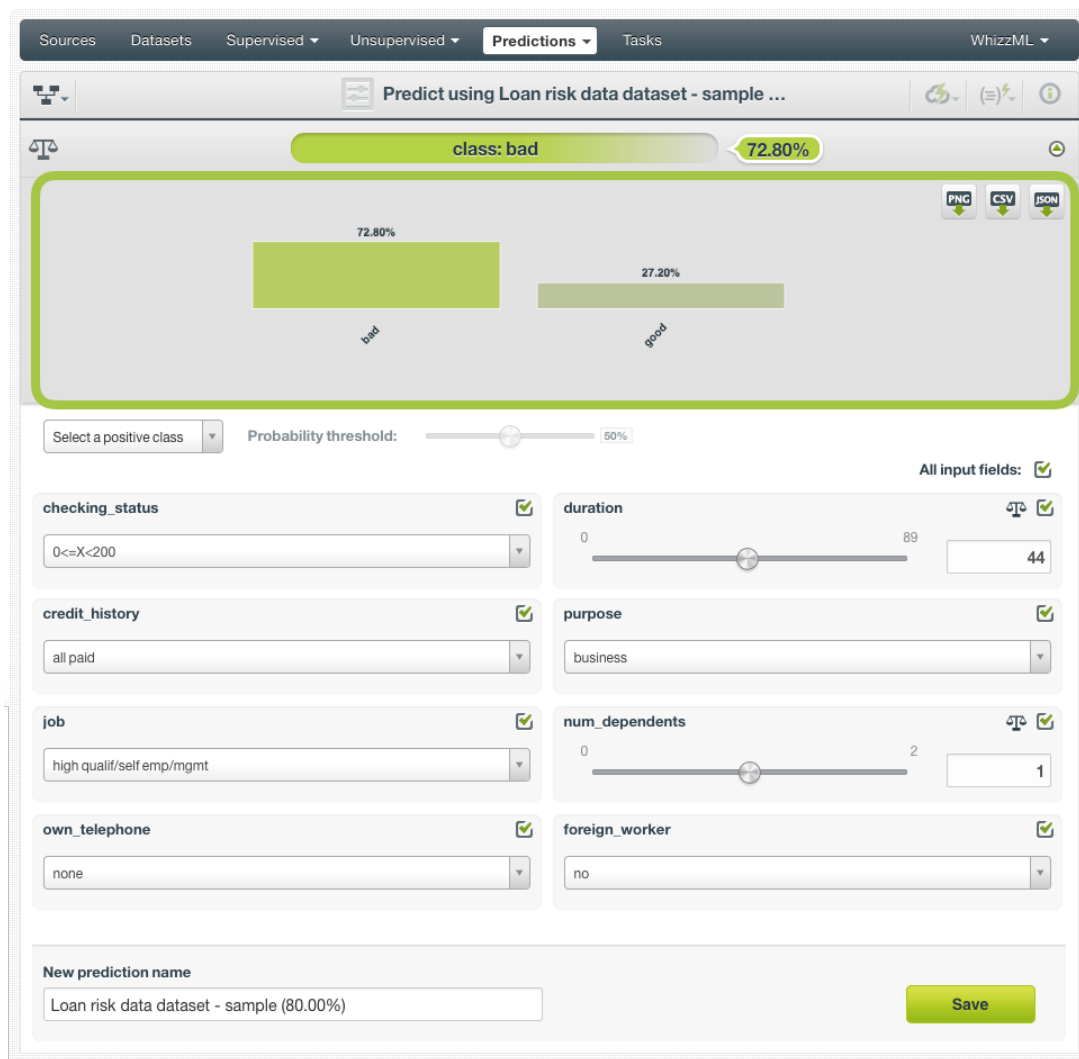 Sources Datasets Supervised Unsupervised Predictions Tasks WhizzML
Predict using Loan risk data dataset - sample ...
class: bad 72.80%
PNG CSV JSON
72.80%
27.20%
bad good
Select a positive class Probability threshold: 50%
All input fields:
checking_status duration
0 89
0<=X<200 44
credit_history purpose
all paid business
job num_dependents
0 2
high qualif/self emp/mgmt 1
own_telephone foreign_worker
none no
New prediction name
Loan risk data dataset - sample (80.00%) Save